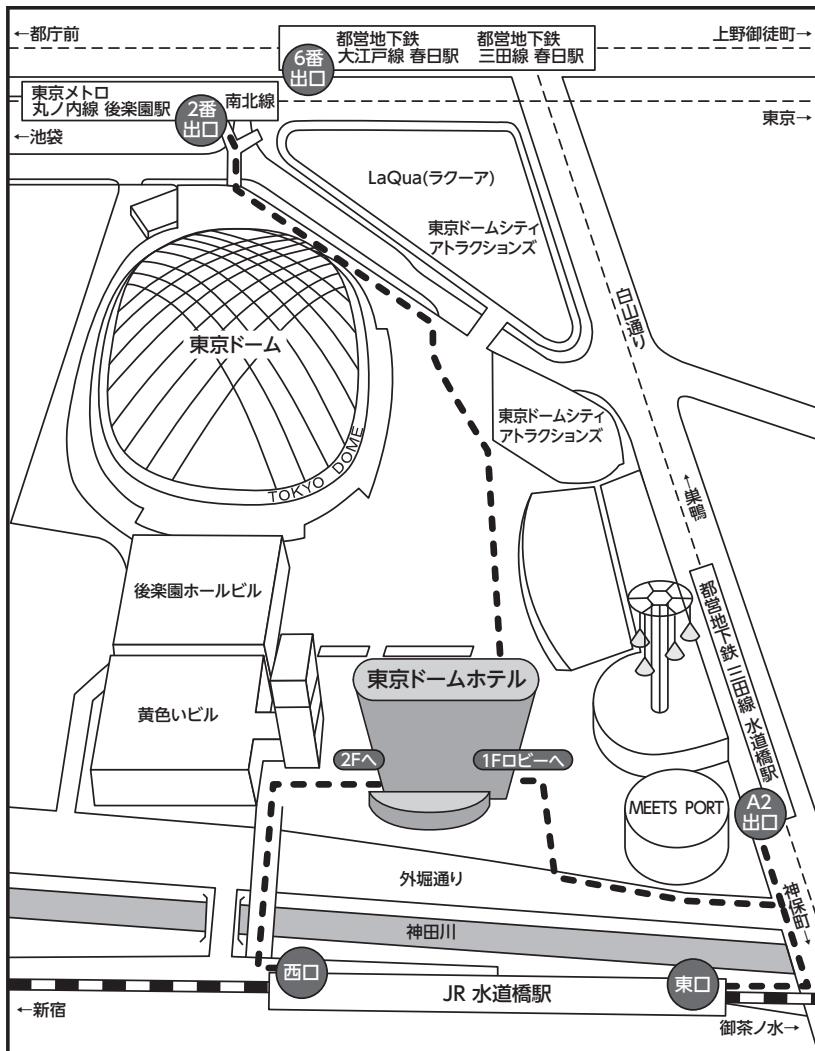 ←都庁前
都営地下鉄
大江戸線 春日駅
都営地下鉄
三田線 春日駅
上野御徒町→
6番
出口
東京メトロ
丸ノ内線 後楽園駅
2番
出口
南北線
←池袋
東京→
LaQua(ラクーア)
東京ドームシティ
アトラクションズ
白山通り
東京ドーム
TOKYO DOME
東京ドームシティ
アトラクションズ
←巣鴨
後楽園ホールビル
都営地下鉄 三田線 水道橋駅
東京ドームホテル
黄色いビル
2Fへ
1Fロビーへ
MEETS PORT
A2
出口
外堀通り
神保町→
神田川
西口
JR 水道橋駅
東口
←新宿
御茶ノ水→